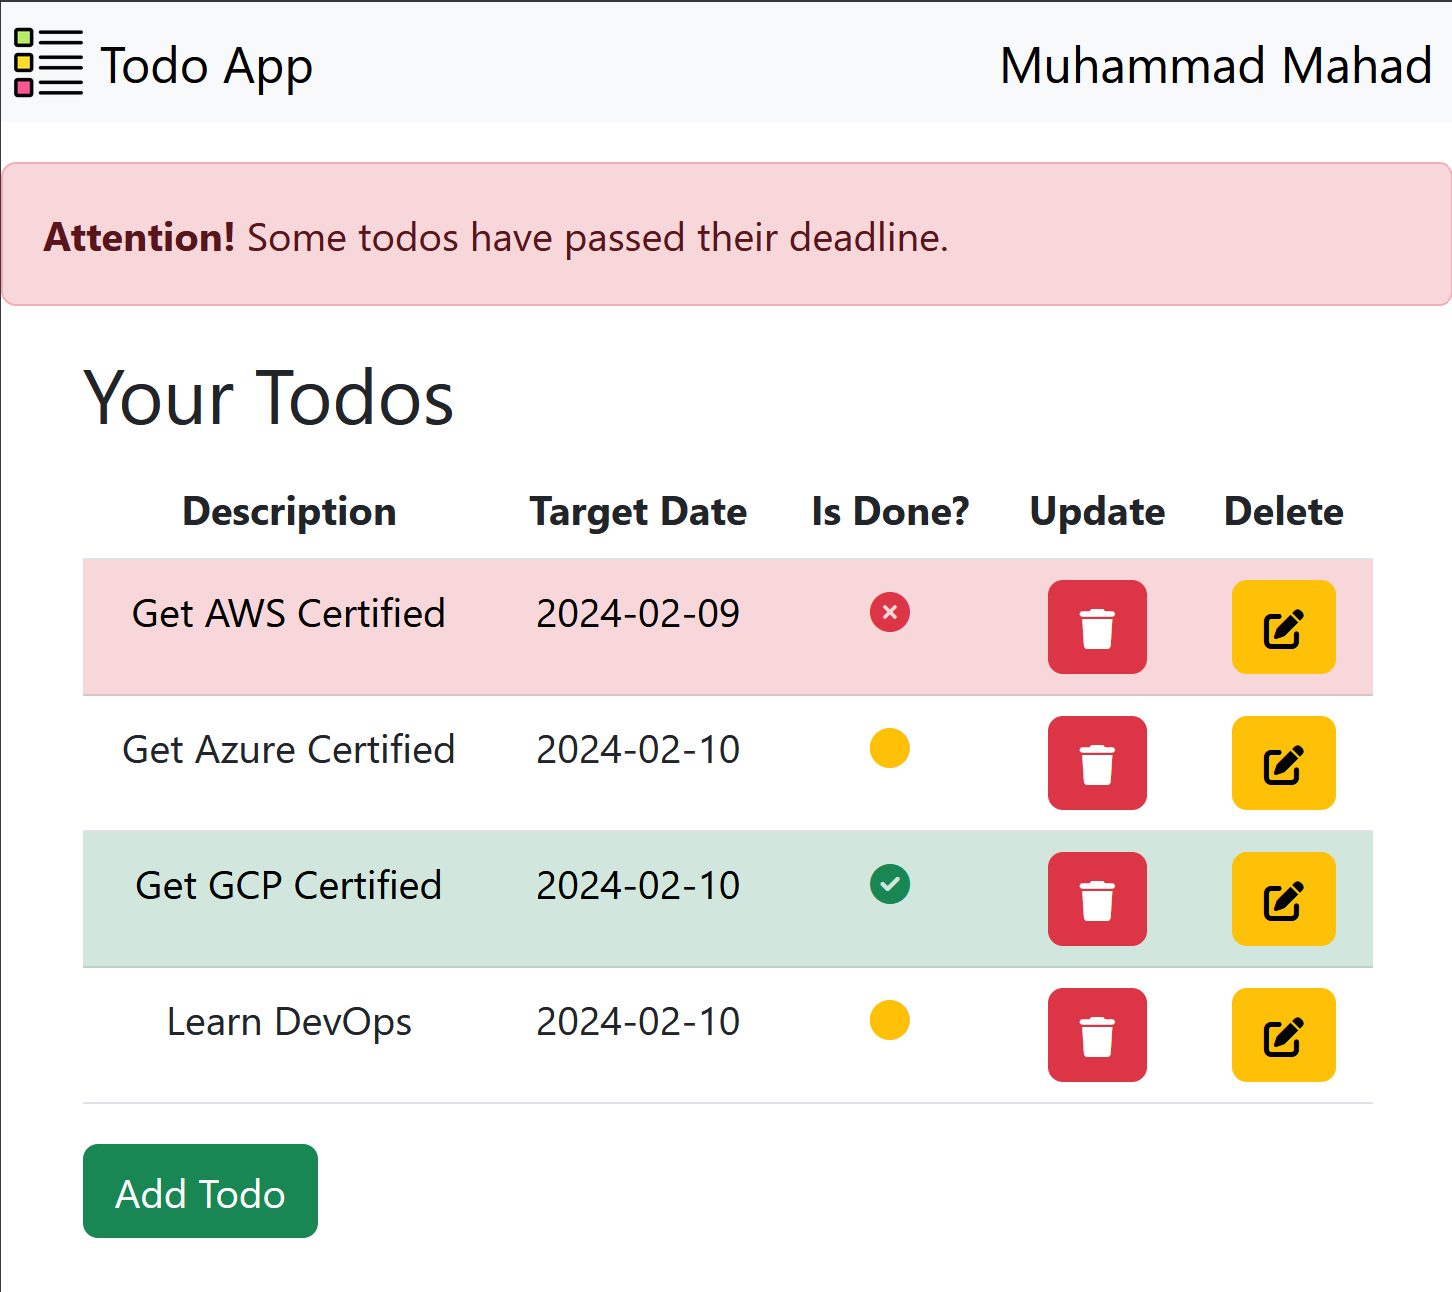 Todo App
Muhammad Mahad
Attention! Some todos have passed their deadline.
Your Todos
Description Target Date Is Done? Update Delete
Get AWS Certified 2024-02-09
Get Azure Certified 2024-02-10
Get GCP Certified 2024-02-10
Learn DevOps 2024-02-10
Add Todo